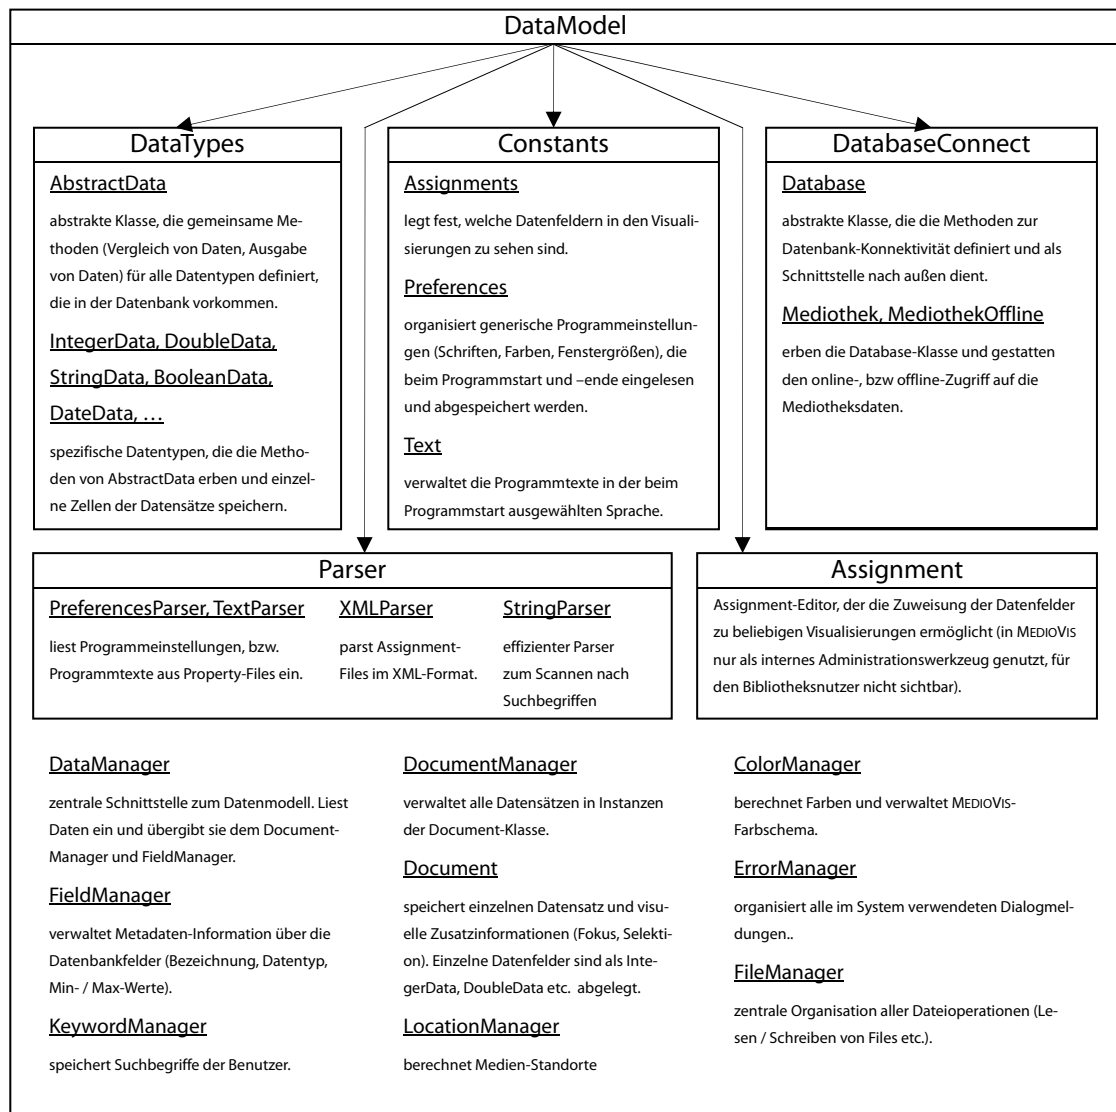 DataModel
DataTypes
AbstractData
abstrakte Klasse, die gemeinsame Me-
thoden (Vergleich von Daten, Ausgabe
von Daten) für alle Datentypen definiert,
die in der Datenbank vorkommen.
IntegerData, DoubleData,
StringData, BooleanData,
DateData, …
spezifische Datentypen, die die Metho-
den von AbstractData erben und einzel-
ne Zellen der Datensätze speichern.
Constants
Assignments
legt fest, welche Datenfeldern in den Visuali-
sierungen zu sehen sind.
Preferences
organisiert generische Programmeinstellun-
gen (Schriften, Farben, Fenstergrößen), die
beim Programmstart und –ende eingelesen
und abgespeichert werden.
Text
verwaltet die Programmtexte in der beim
Programmstart ausgewählten Sprache.
DatabaseConnect
Database
abstrakte Klasse, die die Methoden zur
Datenbank-Konnektivität definiert und als
Schnittstelle nach außen dient.
Mediothek, MediothekOffline
erben die Database-Klasse und gestatten
den online-, bzw offline-Zugriff auf die
Mediotheksdaten.
Parser
PreferencesParser, TextParser
liest Programmeinstellungen, bzw.
Programmtexte aus Property-Files ein.
XMLParser
parst Assignment-
Files im XML-Format.
StringParser
effizienter Parser
zum Scannen nach
Suchbegriffen
Assignment
Assignment-Editor, der die Zuweisung der Datenfelder
zu beliebigen Visualisierungen ermöglicht (in MEDIOVIS
nur als internes Administrationswerkzeug genutzt, für
den Bibliotheksnutzer nicht sichtbar).
DataManager
zentrale Schnittstelle zum Datenmodell. Liest
Daten ein und übergibt sie dem Document-
Manager und FieldManager.
FieldManager
verwaltet Metadaten-Information über die
Datenbankfelder (Bezeichnung, Datentyp,
Min- / Max-Werte).
KeywordManager
speichert Suchbegriffe der Benutzer.
DocumentManager
verwaltet alle Datensätzen in Instanzen
der Document-Klasse.
Document
speichert einzelnen Datensatz und visu-
elle Zusatzinformationen (Fokus, Selekti-
on). Einzelne Datenfelder sind als Inte-
gerData, DoubleData etc. abgelegt.
LocationManager
berechnet Medien-Standorte
ColorManager
berechnet Farben und verwaltet MEDIOVIS-
Farbschema.
ErrorManager
organisiert alle im System verwendeten Dialogmel-
dungen..
FileManager
zentrale Organisation aller Dateioperationen (Le-
sen / Schreiben von Files etc.).